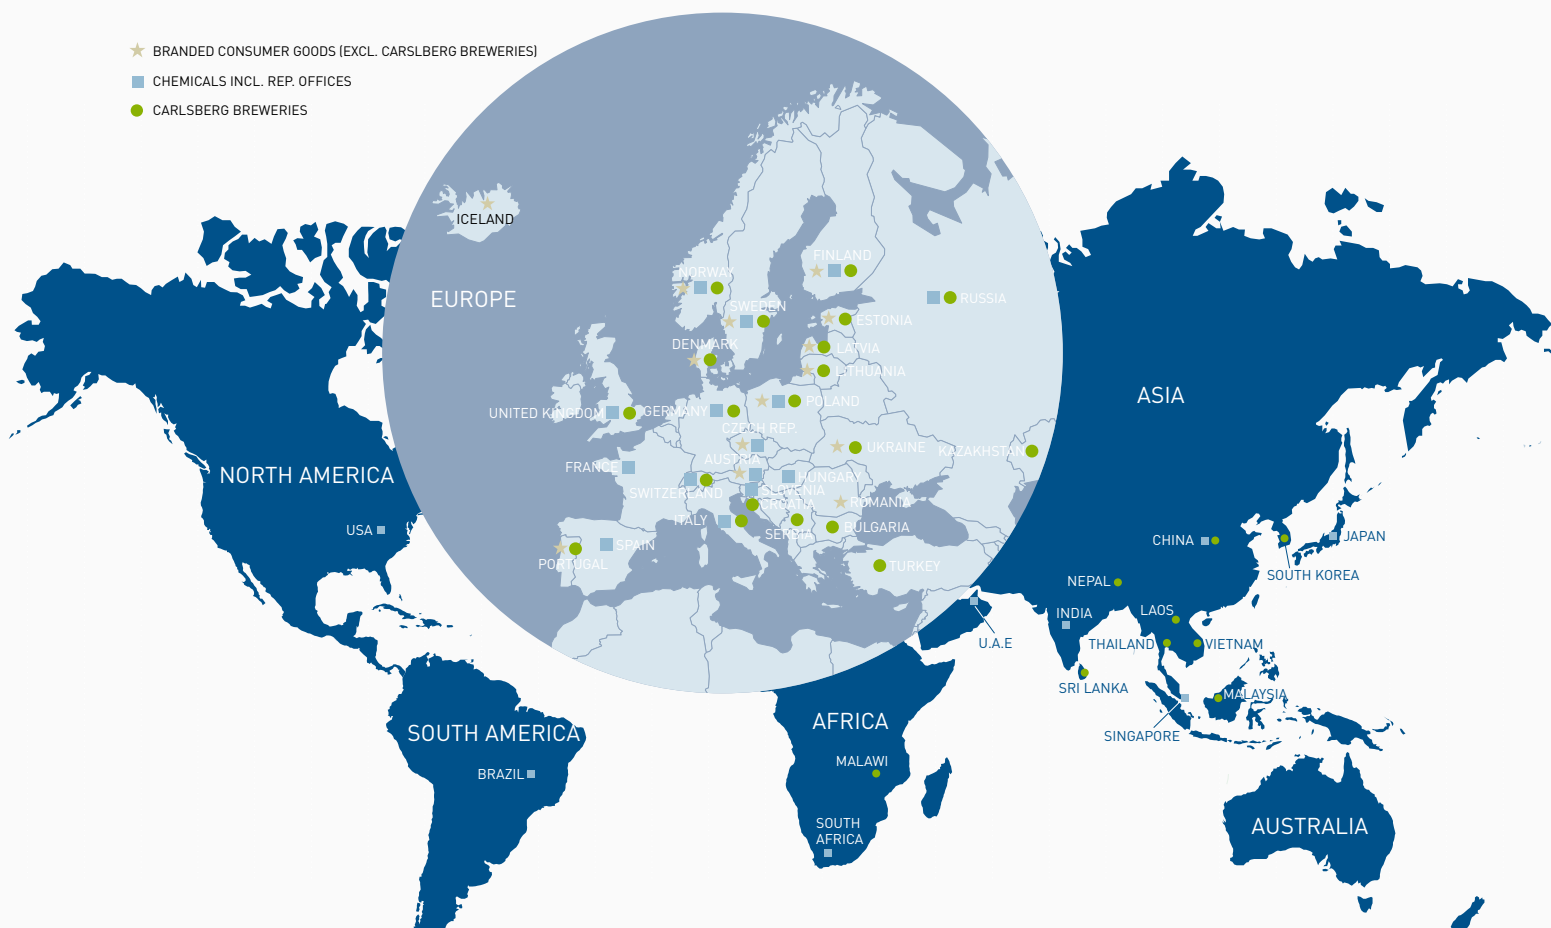 BRANDED CONSUMER GOODS (EXCL. CARSLBERG BREWERIES)
CHEMICALS INCL. REP. OFFICES
CARLSBERG BREWERIES
ICELAND
EUROPE
NORWAY
FINLAND
SWEDEN
RUSSIA
ESTONIA
DENMARK
LATVIA
LITHUANIA
UNITED KINGDOM
GERMANY
POLAND
CZECH REP.
UKRAINE
KAZAKHSTAN
FRANCE
AUSTRIA
HUNGARY
SWITZERLAND
SLOVENIA
CROATIA
ROMANIA
ITALY
SERBIA
BULGARIA
SPAIN
PORTUGAL
TURKEY
NORTH AMERICA
USA
ASIA
CHINA
JAPAN
SOUTH KOREA
NEPAL
INDIA
LAOS
U.A.E
THAILAND
VIETNAM
SRI LANKA
MALAYSIA
SINGAPORE
SOUTH AMERICA
BRAZIL
AFRICA
MALAWI
SOUTH
AFRICA
AUSTRALIA